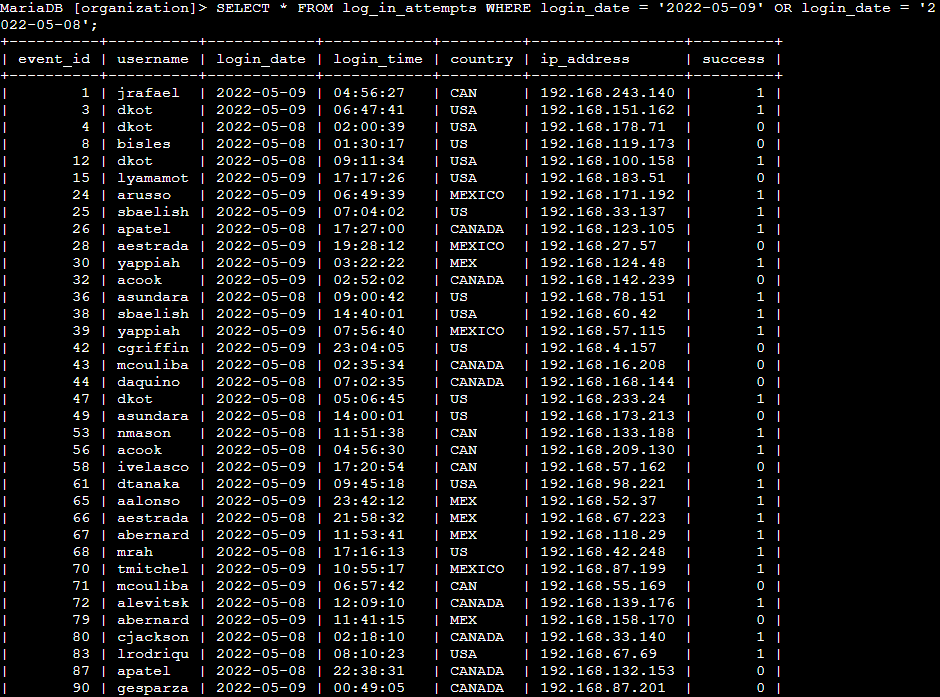 MariaDB [organization]> SELECT * FROM log_in_attempts WHERE login_date = '2022-05-09' OR login_date = '2
022-05-08';
+----------+----------+------------+------------+---------+-----------------+---------+
| event_id | username | login_date | login_time | country | ip_address      | success |
+----------+----------+------------+------------+---------+-----------------+---------+
|        1 | jrafael  | 2022-05-09 | 04:56:27   | CAN     | 192.168.243.140 |       1 |
|        3 | dkot     | 2022-05-09 | 06:47:41   | USA     | 192.168.151.162 |       1 |
|        4 | dkot     | 2022-05-08 | 02:00:39   | USA     | 192.168.178.71  |       0 |
|        8 | bisles   | 2022-05-08 | 01:30:17   | US      | 192.168.119.173 |       0 |
|       12 | dkot     | 2022-05-08 | 09:11:34   | USA     | 192.168.100.158 |       1 |
|       15 | lyamamot | 2022-05-09 | 17:17:26   | USA     | 192.168.183.51  |       0 |
|       24 | arusso   | 2022-05-09 | 06:49:39   | MEXICO  | 192.168.171.192 |       1 |
|       25 | sbaelish | 2022-05-09 | 07:04:02   | US      | 192.168.33.137  |       1 |
|       26 | apatel   | 2022-05-08 | 17:27:00   | CANADA  | 192.168.123.105 |       1 |
|       28 | aestrada | 2022-05-09 | 19:28:12   | MEXICO  | 192.168.27.57   |       0 |
|       30 | yappiah  | 2022-05-09 | 03:22:22   | MEX     | 192.168.124.48  |       1 |
|       32 | acook    | 2022-05-09 | 02:52:02   | CANADA  | 192.168.142.239 |       0 |
|       36 | asundara | 2022-05-08 | 09:00:42   | US      | 192.168.78.151  |       1 |
|       38 | sbaelish | 2022-05-09 | 14:40:01   | USA     | 192.168.60.42   |       1 |
|       39 | yappiah  | 2022-05-09 | 07:56:40   | MEXICO  | 192.168.57.115  |       1 |
|       42 | cgriffin | 2022-05-09 | 23:04:05   | US      | 192.168.4.157   |       0 |
|       43 | mcouliba | 2022-05-08 | 02:35:34   | CANADA  | 192.168.16.208  |       0 |
|       44 | daquino  | 2022-05-08 | 07:02:35   | CANADA  | 192.168.168.144 |       0 |
|       47 | dkot     | 2022-05-08 | 05:06:45   | US      | 192.168.233.24  |       1 |
|       49 | asundara | 2022-05-08 | 14:00:01   | US      | 192.168.173.213 |       0 |
|       53 | nmason   | 2022-05-08 | 11:51:38   | CAN     | 192.168.133.188 |       1 |
|       56 | acook    | 2022-05-08 | 04:56:30   | CAN     | 192.168.209.130 |       1 |
|       58 | ivelasco | 2022-05-09 | 17:20:54   | CAN     | 192.168.57.162  |       0 |
|       61 | dtanaka  | 2022-05-08 | 09:45:18   | USA     | 192.168.98.221  |       1 |
|       65 | aalonso  | 2022-05-08 | 23:42:12   | MEX     | 192.168.52.37   |       1 |
|       66 | aestrada | 2022-05-08 | 21:58:32   | MEX     | 192.168.67.223  |       1 |
|       67 | abernard | 2022-05-08 | 11:53:41   | MEX     | 192.168.118.29  |       1 |
|       68 | mrah     | 2022-05-08 | 17:16:13   | US      | 192.168.42.248  |       1 |
|       70 | tmitchel | 2022-05-09 | 10:55:17   | MEXICO  | 192.168.87.199  |       1 |
|       71 | mcouliba | 2022-05-09 | 06:57:42   | CAN     | 192.168.55.169  |       0 |
|       72 | alevitsk | 2022-05-08 | 12:09:10   | CANADA  | 192.168.139.176 |       1 |
|       79 | abernard | 2022-05-09 | 11:41:15   | MEX     | 192.168.158.170 |       0 |
|       80 | cjackson | 2022-05-08 | 02:18:10   | CANADA  | 192.168.33.140  |       1 |
|       83 | lrodriqu | 2022-05-08 | 08:10:23   | USA     | 192.168.67.69   |       1 |
|       87 | apatel   | 2022-05-08 | 22:38:31   | CANADA  | 192.168.132.153 |       0 |
|       90 | gesparza | 2022-05-09 | 00:49:05   | CANADA  | 192.168.87.201  |       0 |